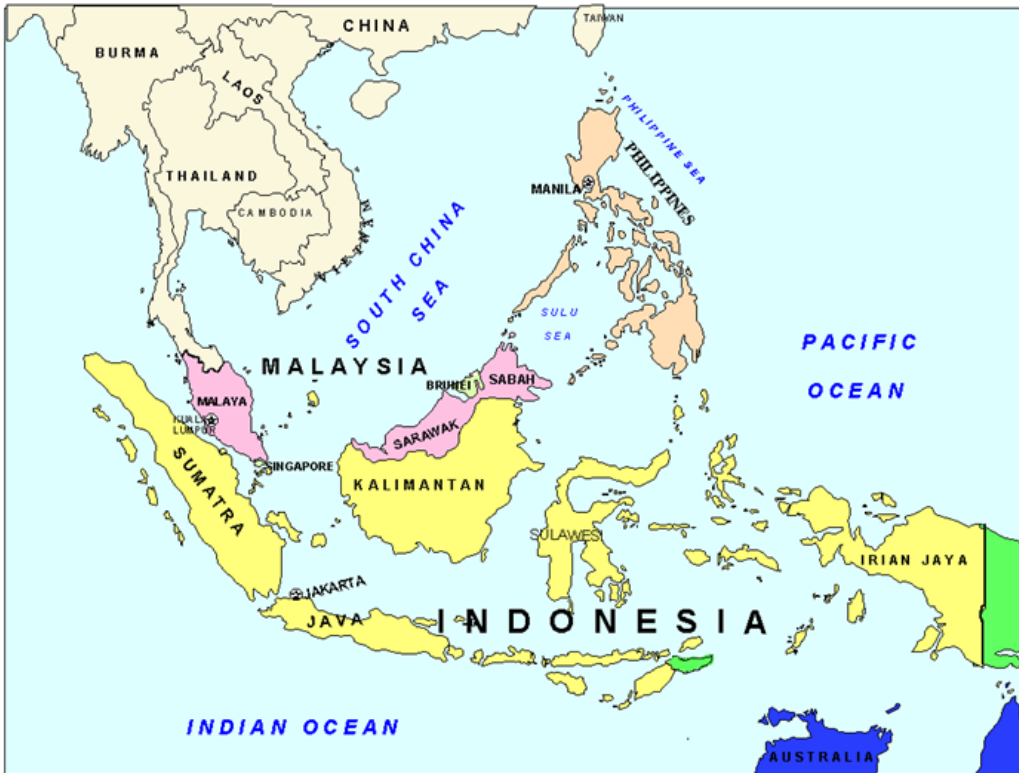 CHINA
TAIWAN
BURMA
LAOS
PHILIPPINE SEA
PHILIPPINES
THAILAND
MANILA
CAMBODIA
VIETNAM
SOUTH CHINA
SEA
SULU
SEA
PACIFIC
OCEAN
MALAYSIA
BRUNEI
SABAH
MALAYA
KUALA
LUMPUR
SARAWAK
SINGAPORE
SUMATRA
KALIMANTAN
SULAWESI
IRIAN JAYA
JAKARTA
JAVA
INDONESIA
INDIAN OCEAN
AUSTRALIA